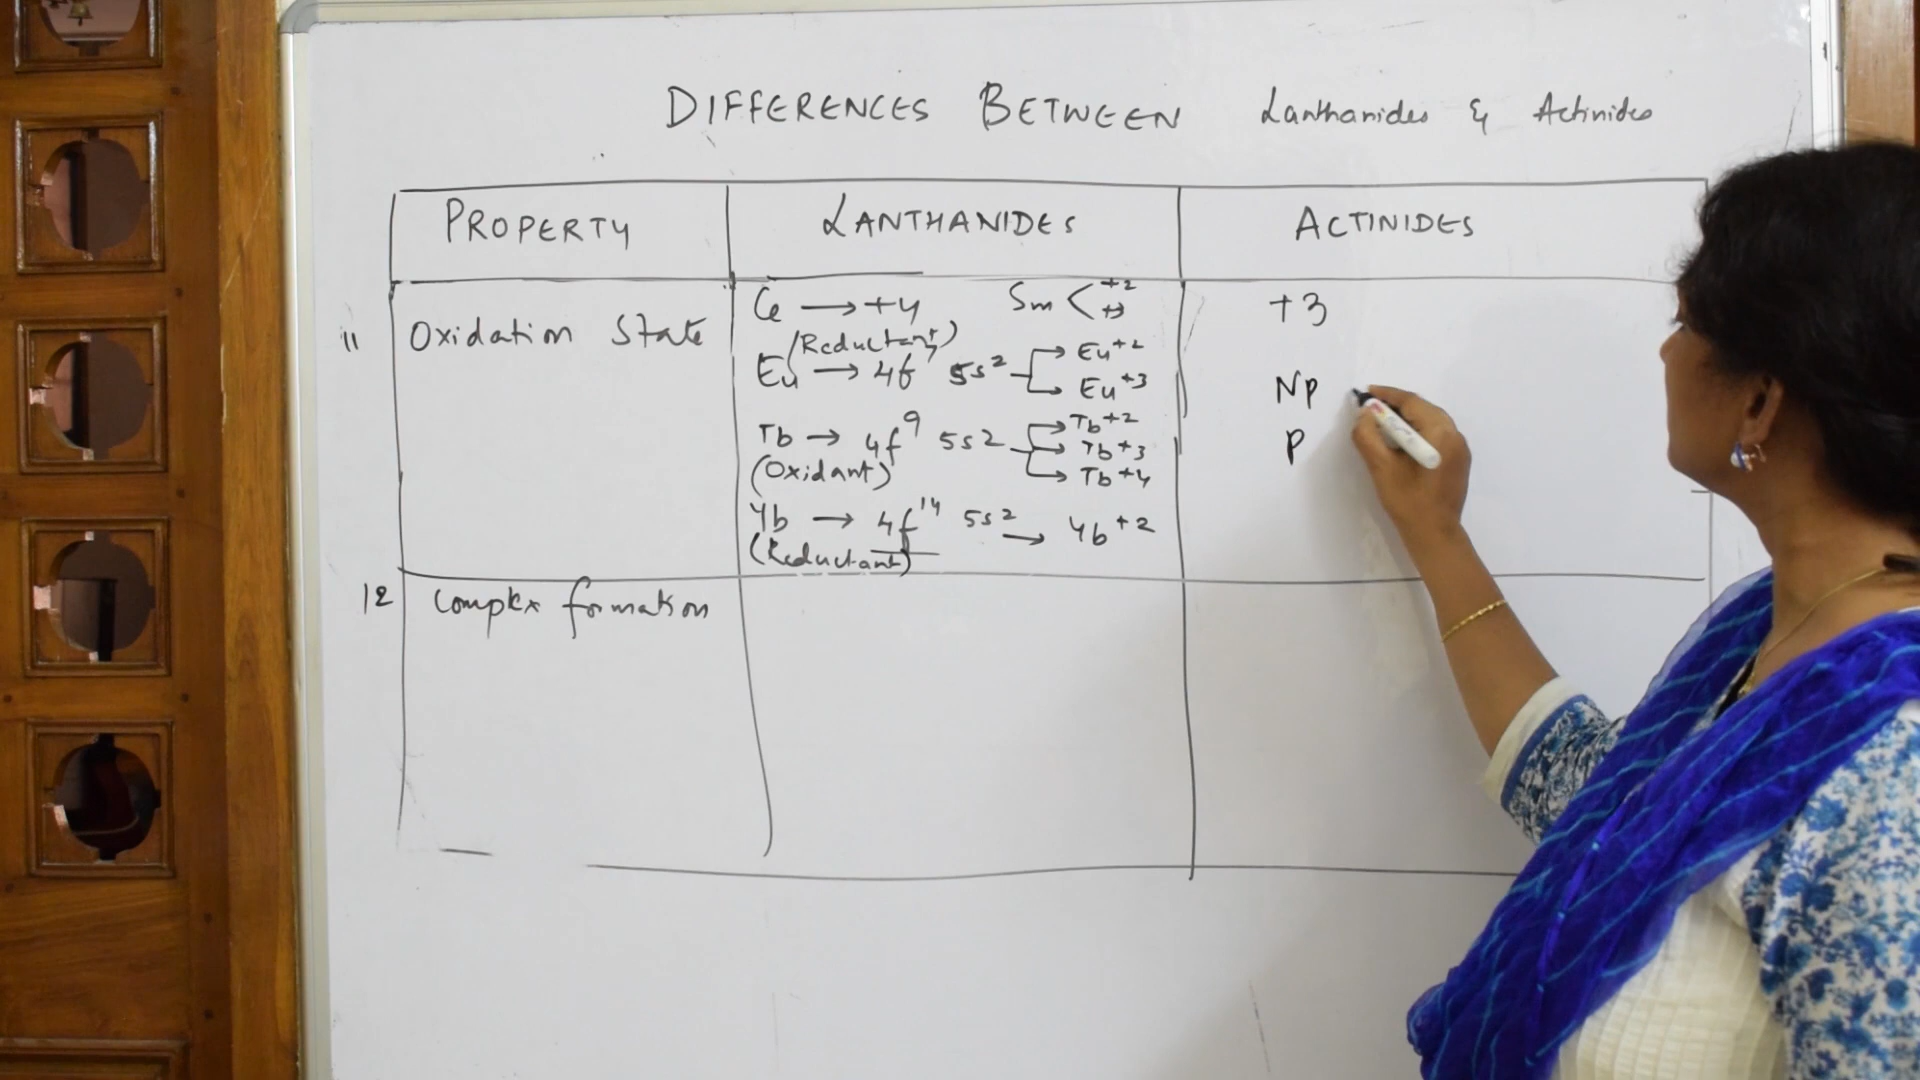 DIFFERENCES BETWEEN Lanthanides & Actinides
PROPERTY LANTHANIDES ACTINIDES
11 Oxidation State
Ce → +4 Sm < +2 +3
(Reductant)
Eu → 4f7 5s2 → Eu+2
→ Eu+3
Tb → 4f9 5s2 → Tb+2
→ Tb+3
(Oxidant) → Tb+4
Yb → 4f14 5s2 → Yb+2
(Reductant)
+3
Np
P
12 Complex formation